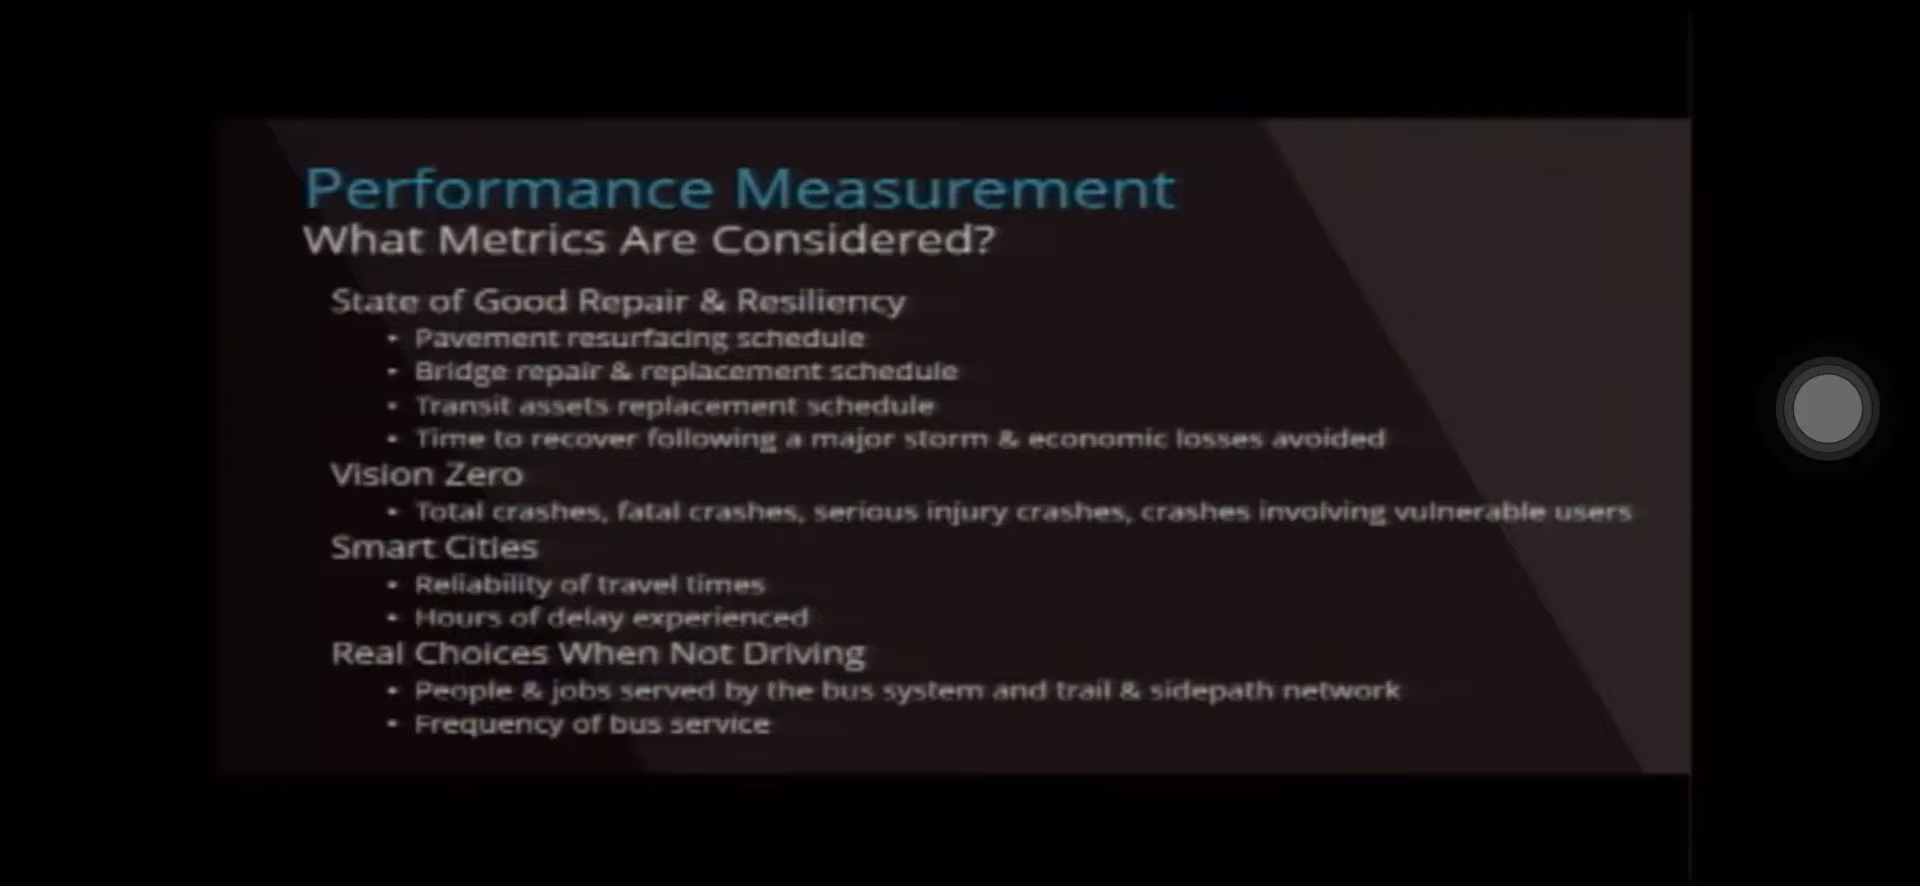 Performance Measurement
What Metrics Are Considered?
State of Good Repair & Resiliency
• Pavement resurfacing schedule
• Bridge repair & replacement schedule
• Transit assets replacement schedule
• Time to recover following a major storm & economic losses avoided
Vision Zero
• Total crashes, fatal crashes, serious injury crashes, crashes involving vulnerable users
Smart Cities
• Reliability of travel times
• Hours of delay experienced
Real Choices When Not Driving
• People & jobs served by the bus system and trail & sidepath network
• Frequency of bus service